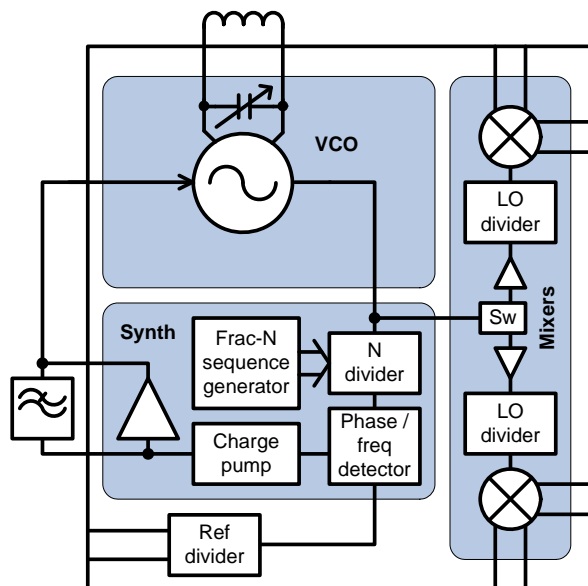 VCO
LO
divider
Sw
Mixers
Synth
Frac-N
sequence
generator
N
divider
LO
divider
Charge
pump
Phase /
freq
detector
Ref
divider